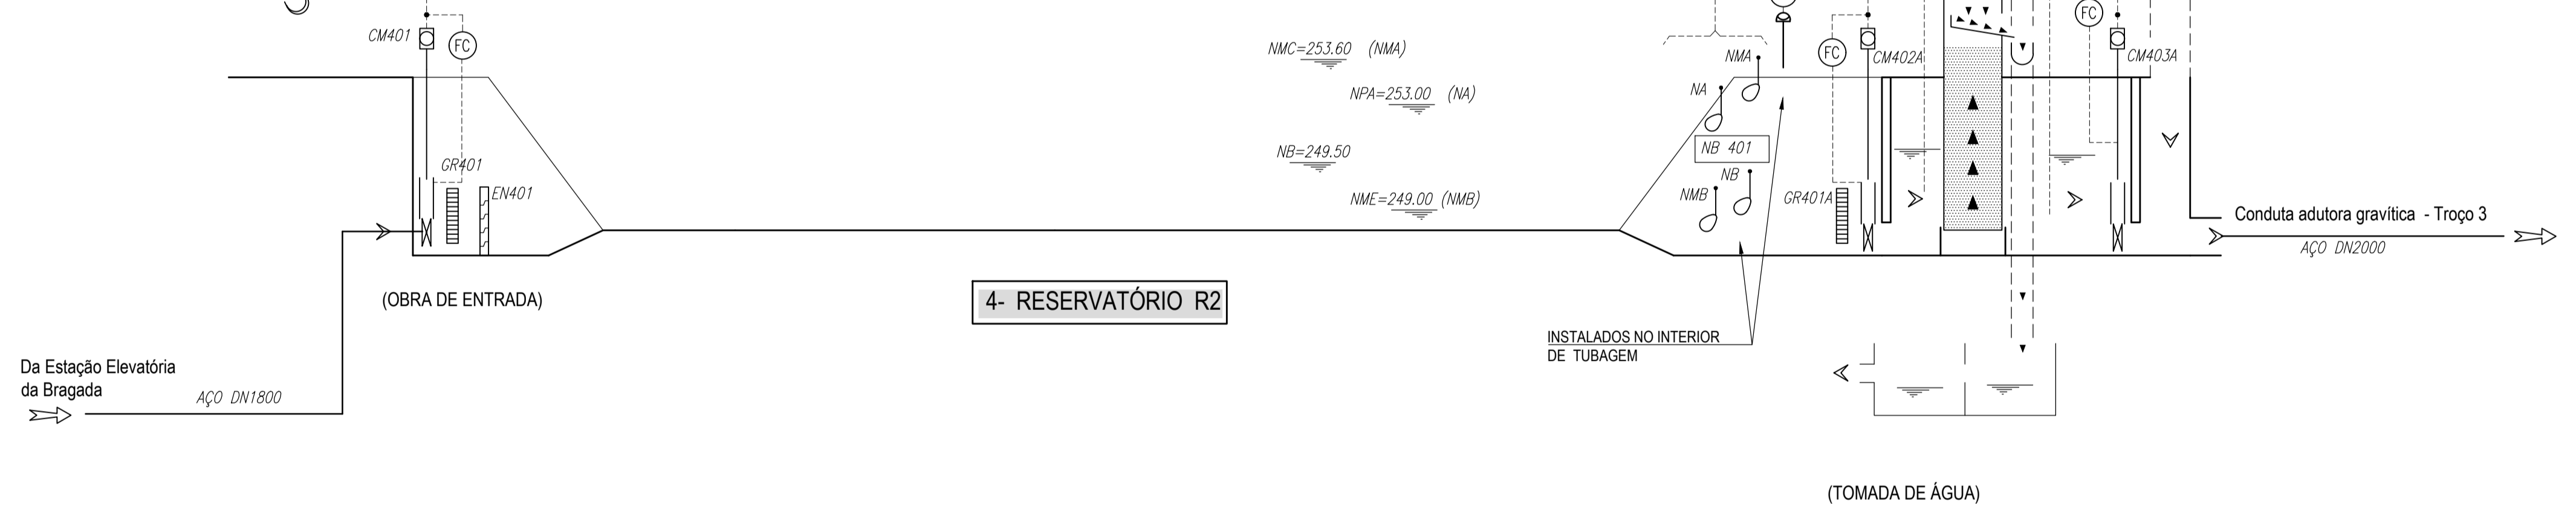 CM401
FC
GR401
EN401
(OBRA DE ENTRADA)
Da Estação Elevatória
da Bragada
AÇO DN1800
NMC=253.60 (NMA)
NPA=253.00 (NA)
NB=249.50
NME=249.00 (NMB)
4- RESERVATÓRIO R2
NMA
NA
NB 401
NB
NMB
INSTALADOS NO INTERIOR
DE TUBAGEM
FC
CM402A
GR401A
FC
CM403A
Conduta adutora gravítica - Troço 3
AÇO DN2000
(TOMADA DE ÁGUA)